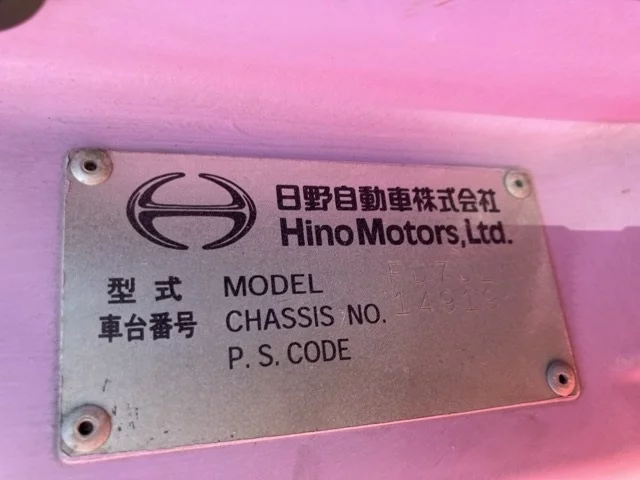 日野自動車株式会社
Hino Motors, Ltd.
型式 MODEL
車台番号 CHASSIS NO.
P. S. CODE